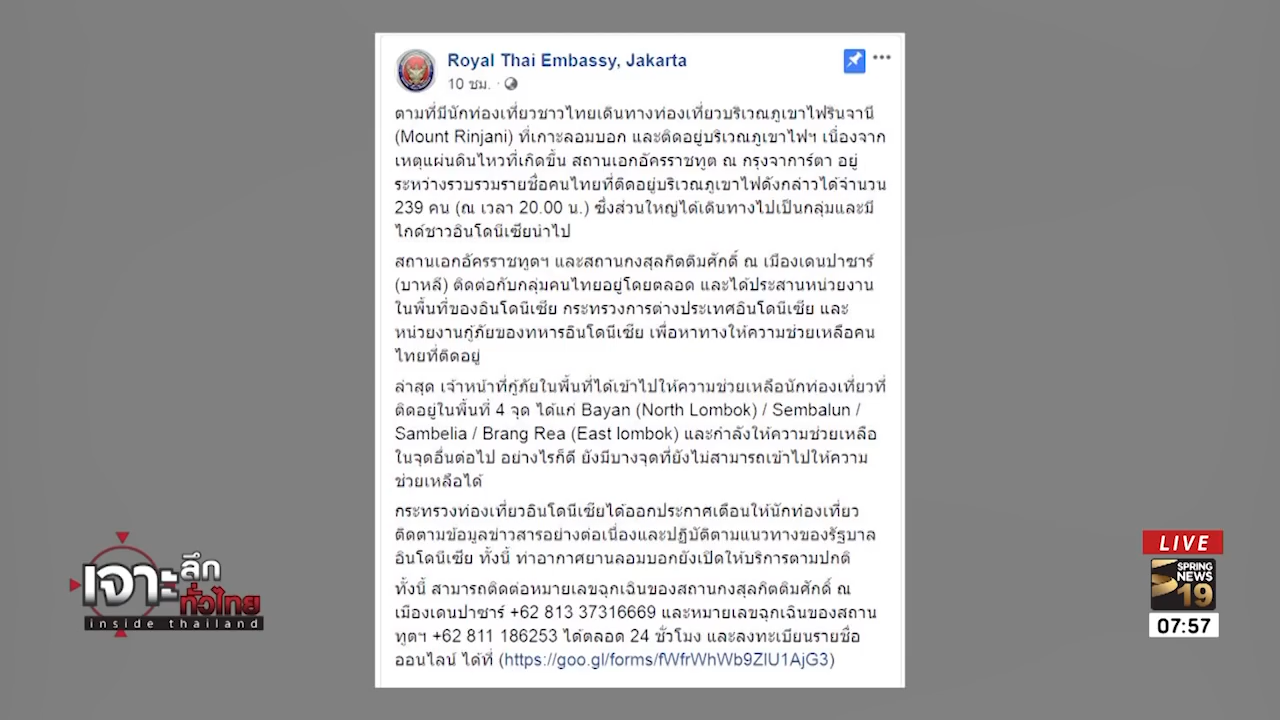 Royal Thai Embassy, Jakarta
10 ชม. ·
ตามที่มีนักท่องเที่ยวชาวไทยเดินทางท่องเที่ยวบริเวณภูเขาไฟรินจานี
(Mount Rinjani) ที่เกาะลอมบอก และติดอยู่บริเวณภูเขาไฟฯ เนื่องจาก
เหตุแผ่นดินไหวที่เกิดขึ้น สถานเอกอัครราชทูต ณ กรุงจาการ์ตา อยู่
ระหว่างรวบรวมรายชื่อคนไทยที่ติดอยู่บริเวณภูเขาไฟดังกล่าวได้จำนวน
239 คน (ณ เวลา 20.00 น.) ซึ่งส่วนใหญ่ได้เดินทางไปเป็นกลุ่มและมี
ไกด์ชาวอินโดนีเซียนำไป
สถานเอกอัครราชทูตฯ และสถานกงสุลกิตติมศักดิ์ ณ เมืองเดนปาซาร์
(บาหลี) ติดต่อกับกลุ่มคนไทยอยู่โดยตลอด และได้ประสานหน่วยงาน
ในพื้นที่ของอินโดนีเซีย กระทรวงการต่างประเทศอินโดนีเซีย และ
หน่วยงานกู้ภัยของทหารอินโดนีเซีย เพื่อหาทางให้ความช่วยเหลือคน
ไทยที่ติดอยู่
ล่าสุด เจ้าหน้าที่กู้ภัยในพื้นที่ได้เข้าไปให้ความช่วยเหลือนักท่องเที่ยวที่
ติดอยู่ในพื้นที่ 4 จุด ได้แก่ Bayan (North Lombok) / Sembalun /
Sambelia / Brang Rea (East lombok) และกำลังให้ความช่วยเหลือ
ในจุดอื่นต่อไป อย่างไรก็ดี ยังมีบางจุดที่ยังไม่สามารถเข้าไปให้ความ
ช่วยเหลือได้
กระทรวงท่องเที่ยวอินโดนีเซียได้ออกประกาศเตือนให้นักท่องเที่ยว
ติดตามข้อมูลข่าวสารอย่างต่อเนื่องและปฏิบัติตามแนวทางของรัฐบาล
อินโดนีเซีย ทั้งนี้ ท่าอากาศยานลอมบอกยังเปิดให้บริการตามปกติ
ทั้งนี้ สามารถติดต่อหมายเลขฉุกเฉินของสถานกงสุลกิตติมศักดิ์ ณ
เมืองเดนปาซาร์ +62 813 37316669 และหมายเลขฉุกเฉินของสถาน
ทูตฯ +62 811 186253 ได้ตลอด 24 ชั่วโมง และลงทะเบียนรายชื่อ
ออนไลน์ ได้ที่ (https://goo.gl/forms/fWfrWhWb9ZlU1AjG3)
เจาะลึก
ทั่วไทย
inside thailand
LIVE
SPRING
NEWS
19
07:57